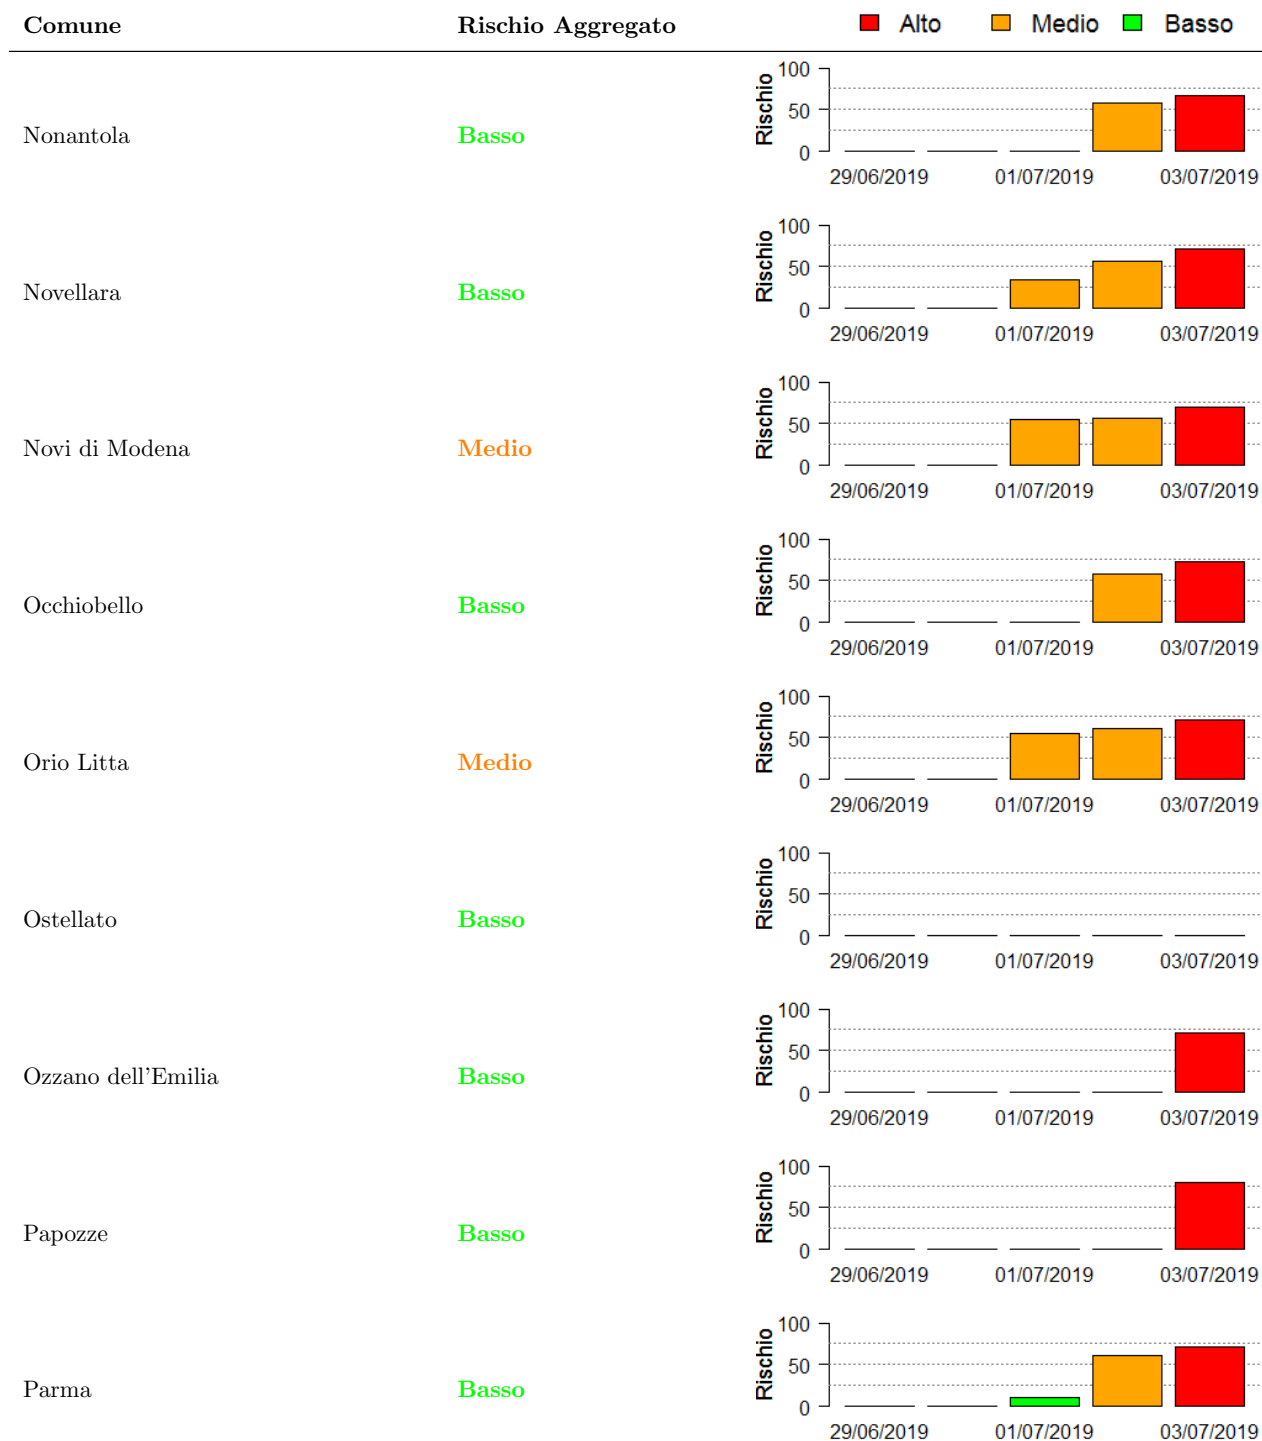 Comune Rischio Aggregato Alto Medio Basso
100
Rischio
50
Nonantola Basso
0
29/06/2019 01/07/2019 03/07/2019
100
Rischio
50
Novellara Basso
0
29/06/2019 01/07/2019 03/07/2019
100
Rischio
50
Novi di Modena Medio
0
29/06/2019 01/07/2019 03/07/2019
100
Rischio
50
Occhiobello Basso
0
29/06/2019 01/07/2019 03/07/2019
100
Rischio
50
Orio Litta Medio
0
29/06/2019 01/07/2019 03/07/2019
100
Rischio
50
Ostellato Basso
0
29/06/2019 01/07/2019 03/07/2019
100
Rischio
50
Ozzano dell'Emilia Basso
0
29/06/2019 01/07/2019 03/07/2019
100
Rischio
50
Papozze Basso
0
29/06/2019 01/07/2019 03/07/2019
100
Rischio
50
Parma Basso
0
29/06/2019 01/07/2019 03/07/2019